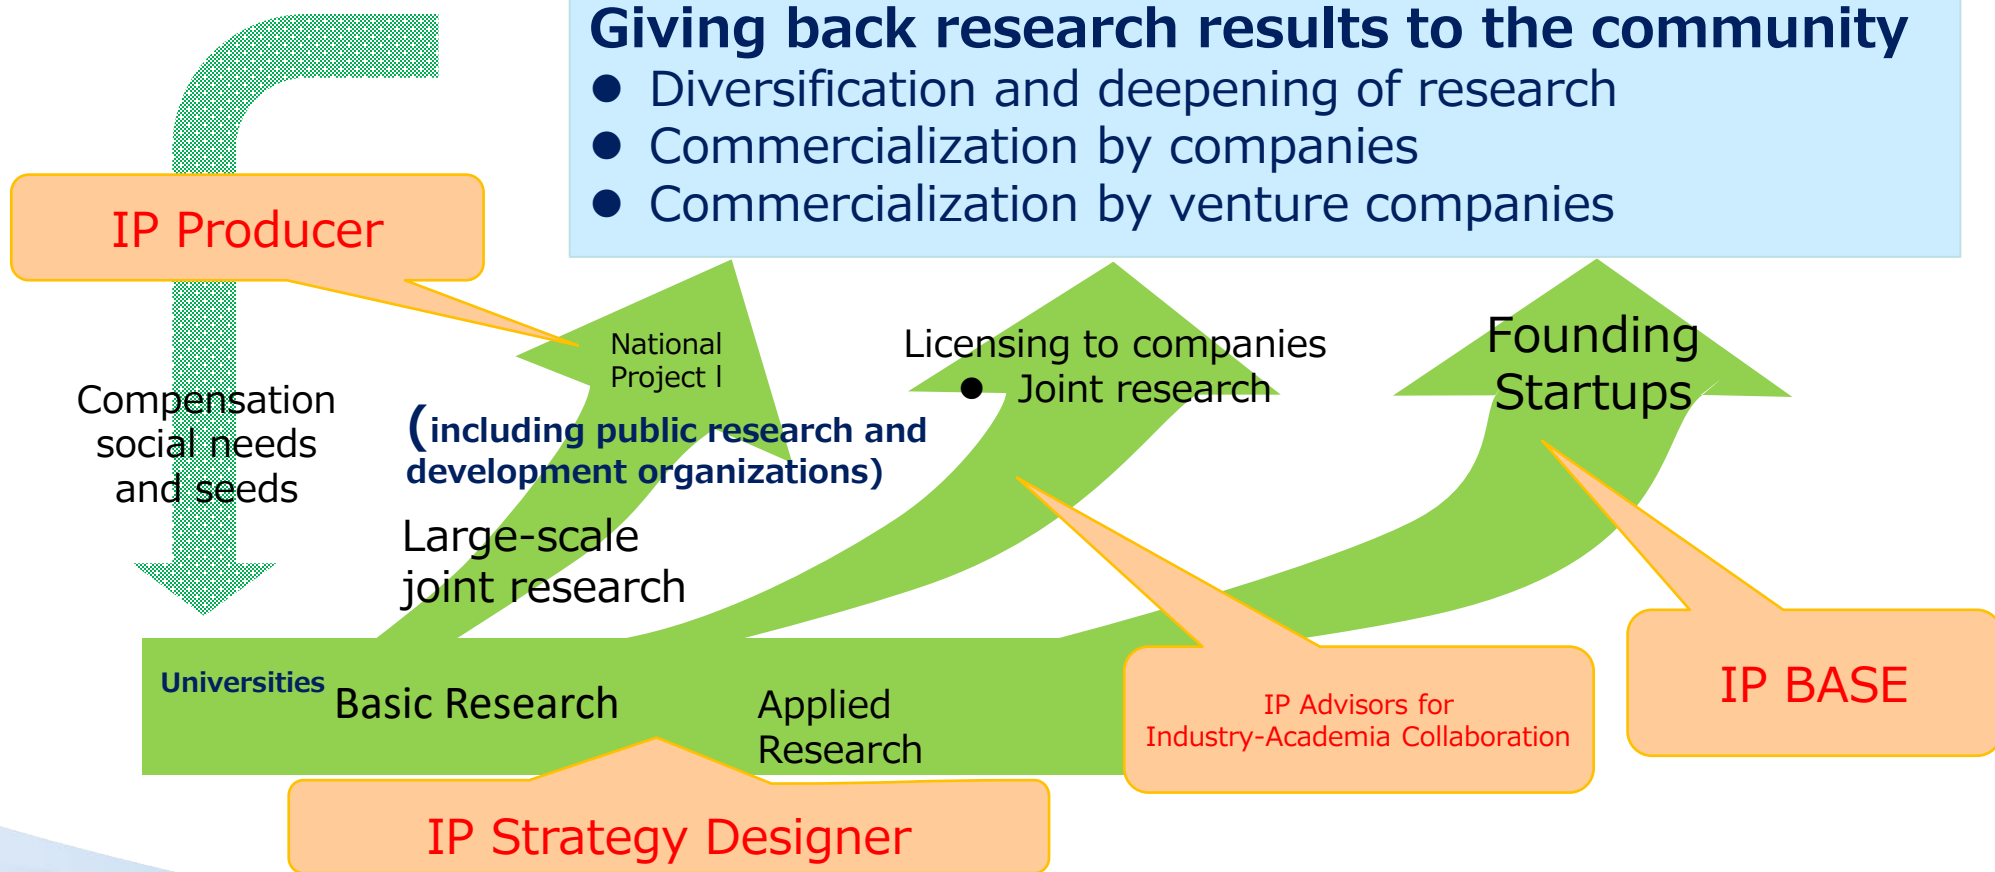 Giving back research results to the community
● Diversification and deepening of research
● Commercialization by companies
● Commercialization by venture companies
IP Producer
National
Project l
Licensing to companies
● Joint research
Founding
Startups
Compensation
social needs
and seeds
(including public research and
development organizations)
Large-scale
joint research
Universities
Basic Research
Applied
Research
IP Advisors for
Industry-Academia Collaboration
IP BASE
IP Strategy Designer